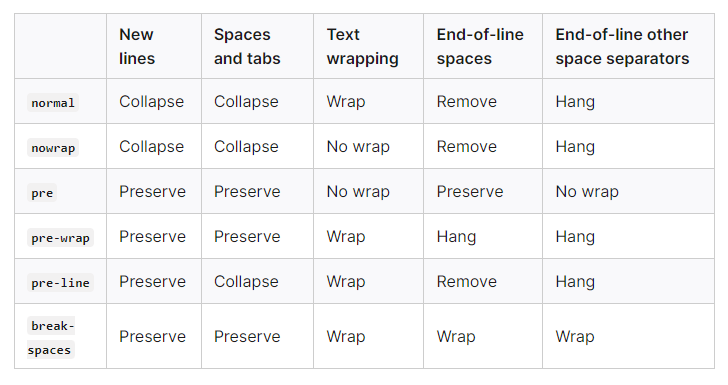 New lines Spaces and tabs Text wrapping End-of-line spaces End-of-line other space separators
normal Collapse Collapse Wrap Remove Hang
nowrap Collapse Collapse No wrap Remove Hang
pre Preserve Preserve No wrap Preserve No wrap
pre-wrap Preserve Preserve Wrap Hang Hang
pre-line Preserve Collapse Wrap Remove Hang
break-spaces Preserve Preserve Wrap Wrap Wrap